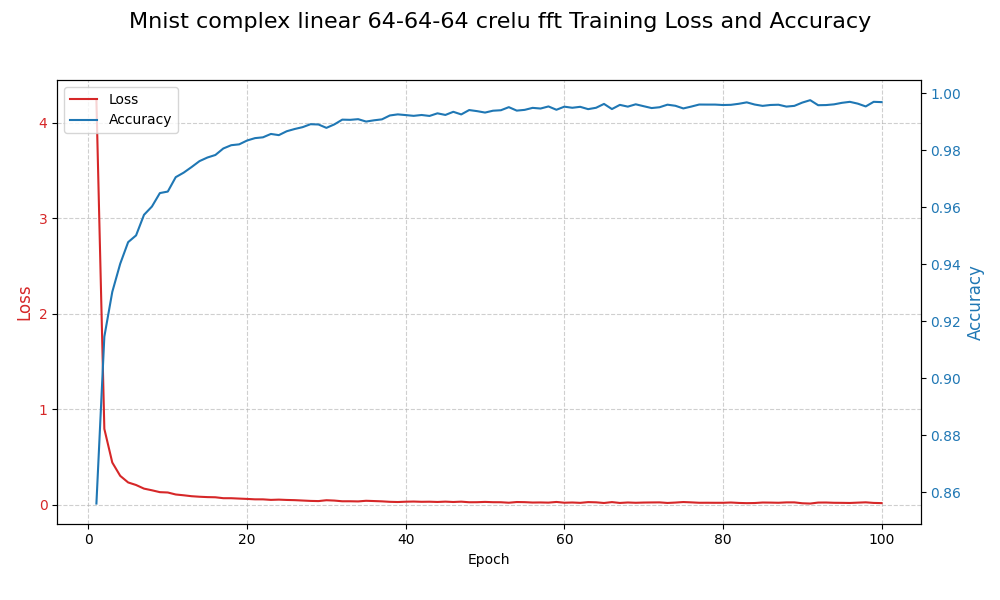 Mnist complex linear 64-64-64 crelu fft Training Loss and Accuracy
Loss
Accuracy
4
3
2
1
0
Loss
1.00
0.98
0.96
0.94
0.92
0.90
0.88
0.86
Accuracy
0 20 40 60 80 100
Epoch